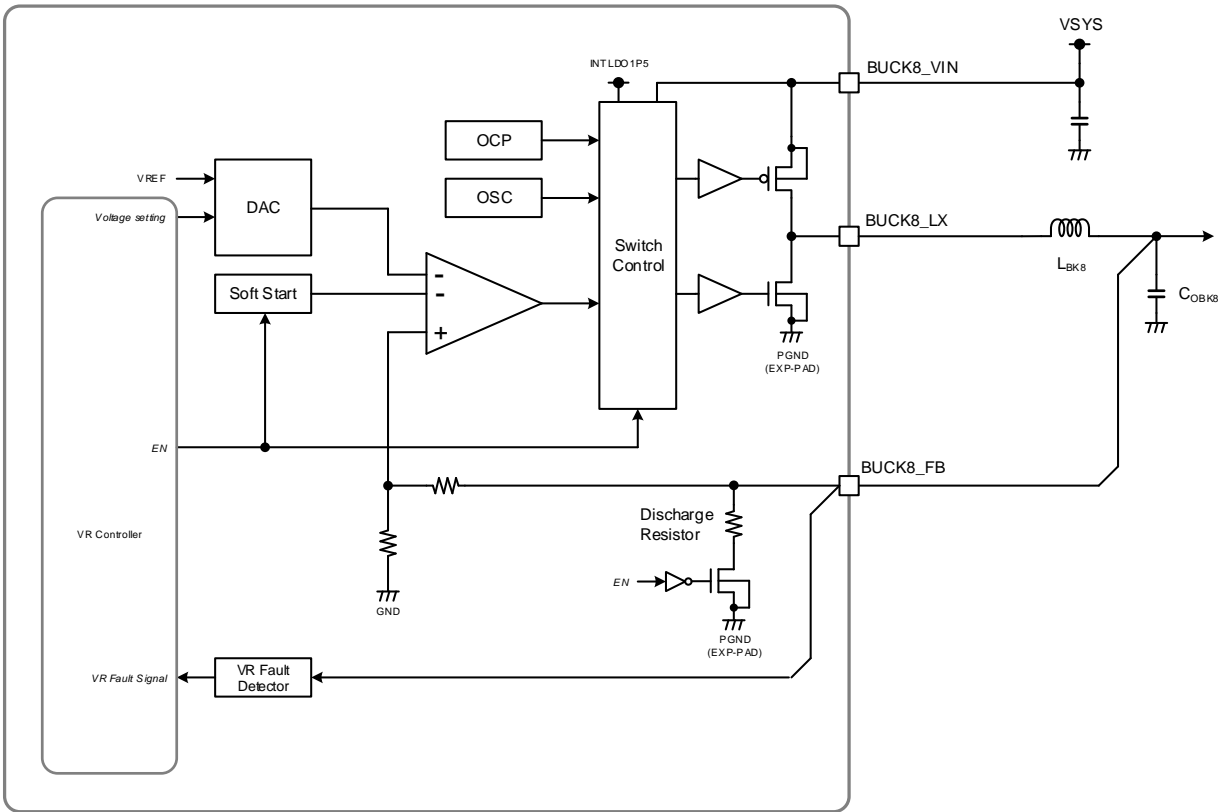 VSYS
INTLDO1P5
BUCK8_VIN
OCP
VREF
DAC
OSC
Voltage setting
BUCK8_LX
Switch
Control
LBK8
-
-
+
Soft Start
COBK8
PGND
(EXP-PAD)
EN
BUCK8_FB
Discharge
Resistor
VR Controller
EN
GND
PGND
(EXP-PAD)
VR Fault Signal
VR Fault
Detector